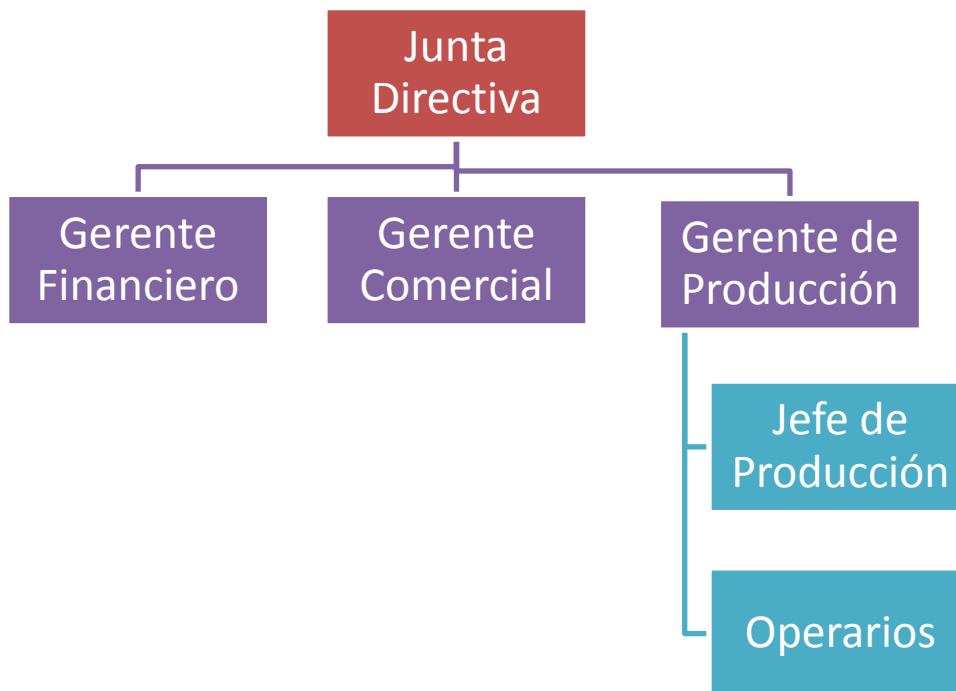 Junta
Directiva
Gerente
Financiero
Gerente
Comercial
Gerente de
Producción
Jefe de
Producción
Operarios